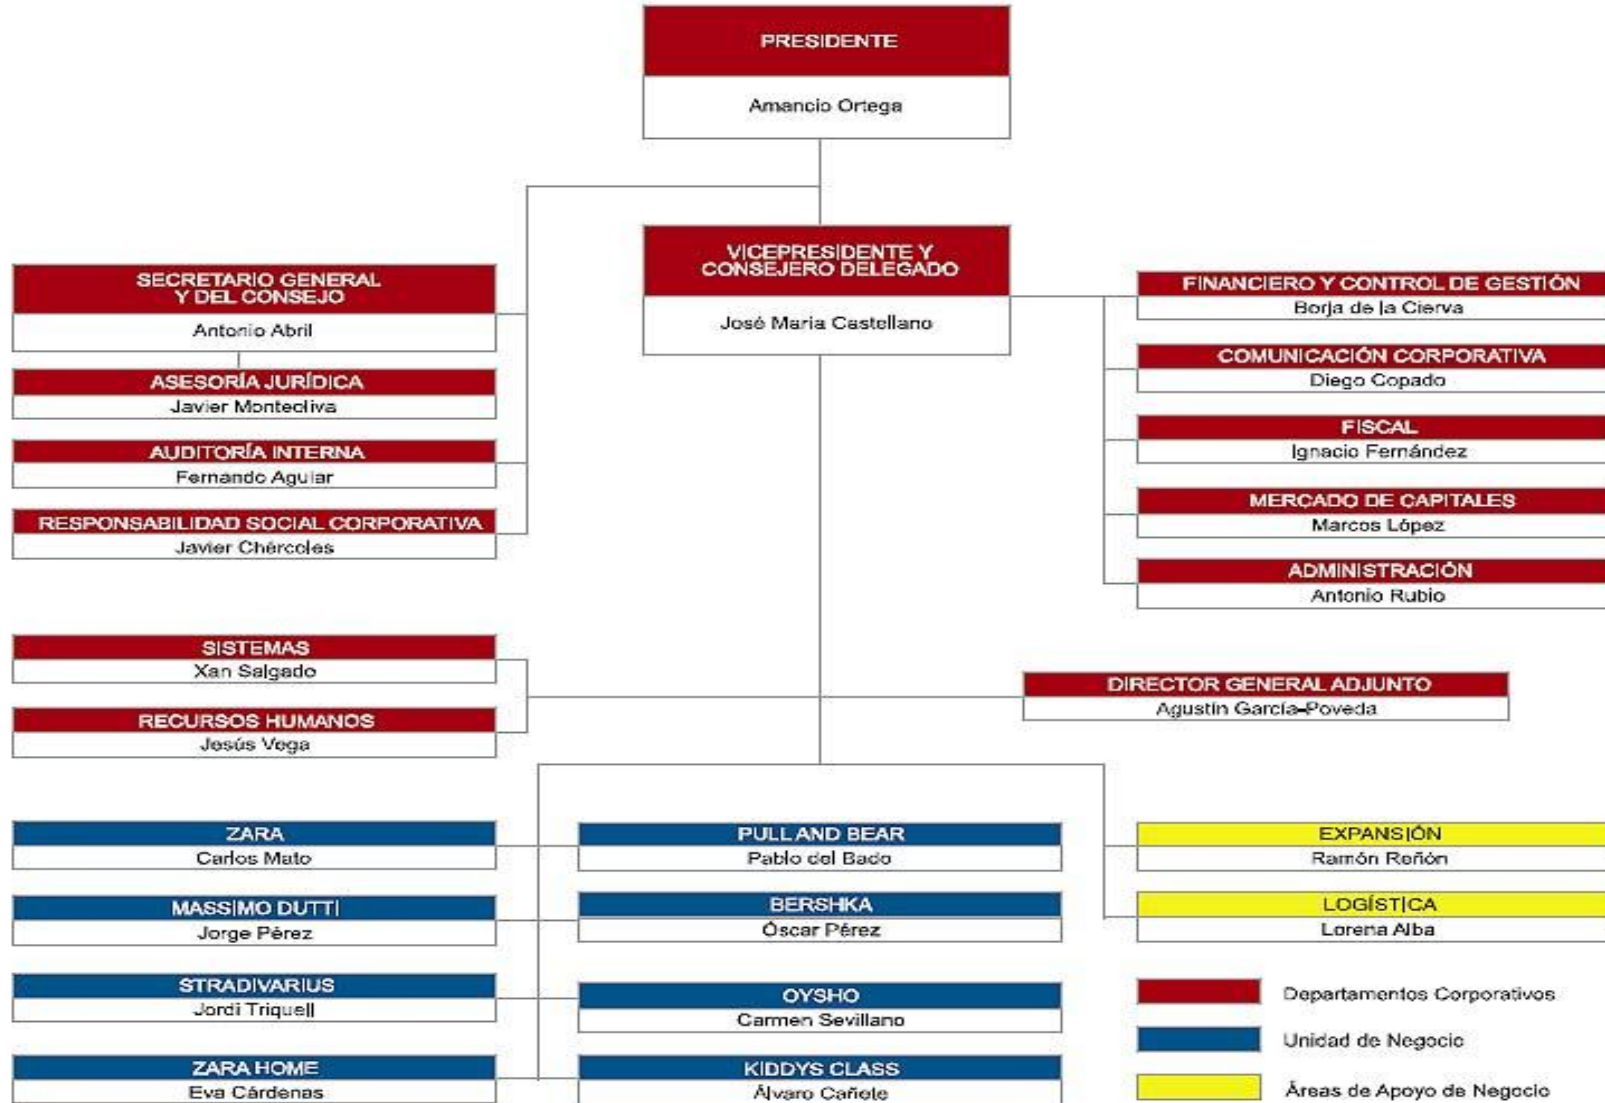 PRESIDENTE
Amancio Ortega
VICEPRESIDENTE Y
CONSEJERO DELEGADO
José María Castellano
SECRETARIO GENERAL
Y DEL CONSEJO
Antonio Abril
ASESORÍA JURÍDICA
Javier Monteoliva
AUDITORÍA INTERNA
Fernando Aguiar
RESPONSABILIDAD SOCIAL CORPORATIVA
Javier Chércoles
FINANCIERO Y CONTROL DE GESTIÓN
Borja de la Cierva
COMUNICACIÓN CORPORATIVA
Diego Copado
FISCAL
Ignacio Fernández
MERCADO DE CAPITALES
Marcos López
ADMINISTRACIÓN
Antonio Rubio
SISTEMAS
Xan Salgado
RECURSOS HUMANOS
Jesús Vega
DIRECTOR GENERAL ADJUNTO
Agustín García-Poveda
ZARA
Carlos Mato
PULL AND BEAR
Pablo del Bado
EXPANSIÓN
Ramón Reñón
MASSIMO DUTTI
Jorge Pérez
BERSHKA
Óscar Pérez
LOGÍSTICA
Lorena Alba
STRADIVARIUS
Jordi Triquell
OYSHO
Carmen Sevillano
ZARA HOME
Eva Cárdenas
KIDDYS CLASS
Álvaro Cañete
Departamentos Corporativos
Unidad de Negocio
Áreas de Apoyo de Negocio